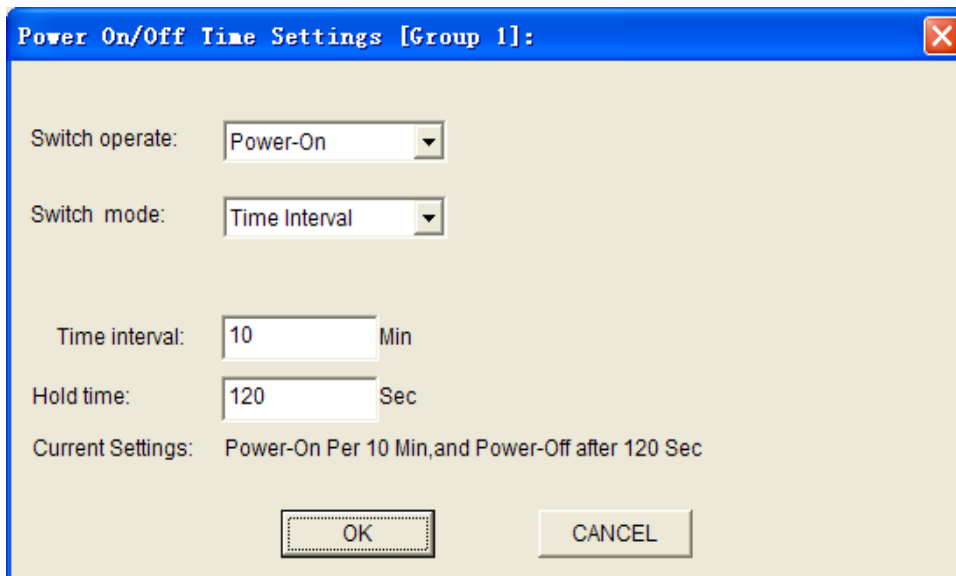 Power On/Off Time Settings [Group 1]:
Switch operate: Power-On
Switch mode: Time Interval
Time interval: 10 Min
Hold time: 120 Sec
Current Settings: Power-On Per 10 Min,and Power-Off after 120 Sec
OK CANCEL